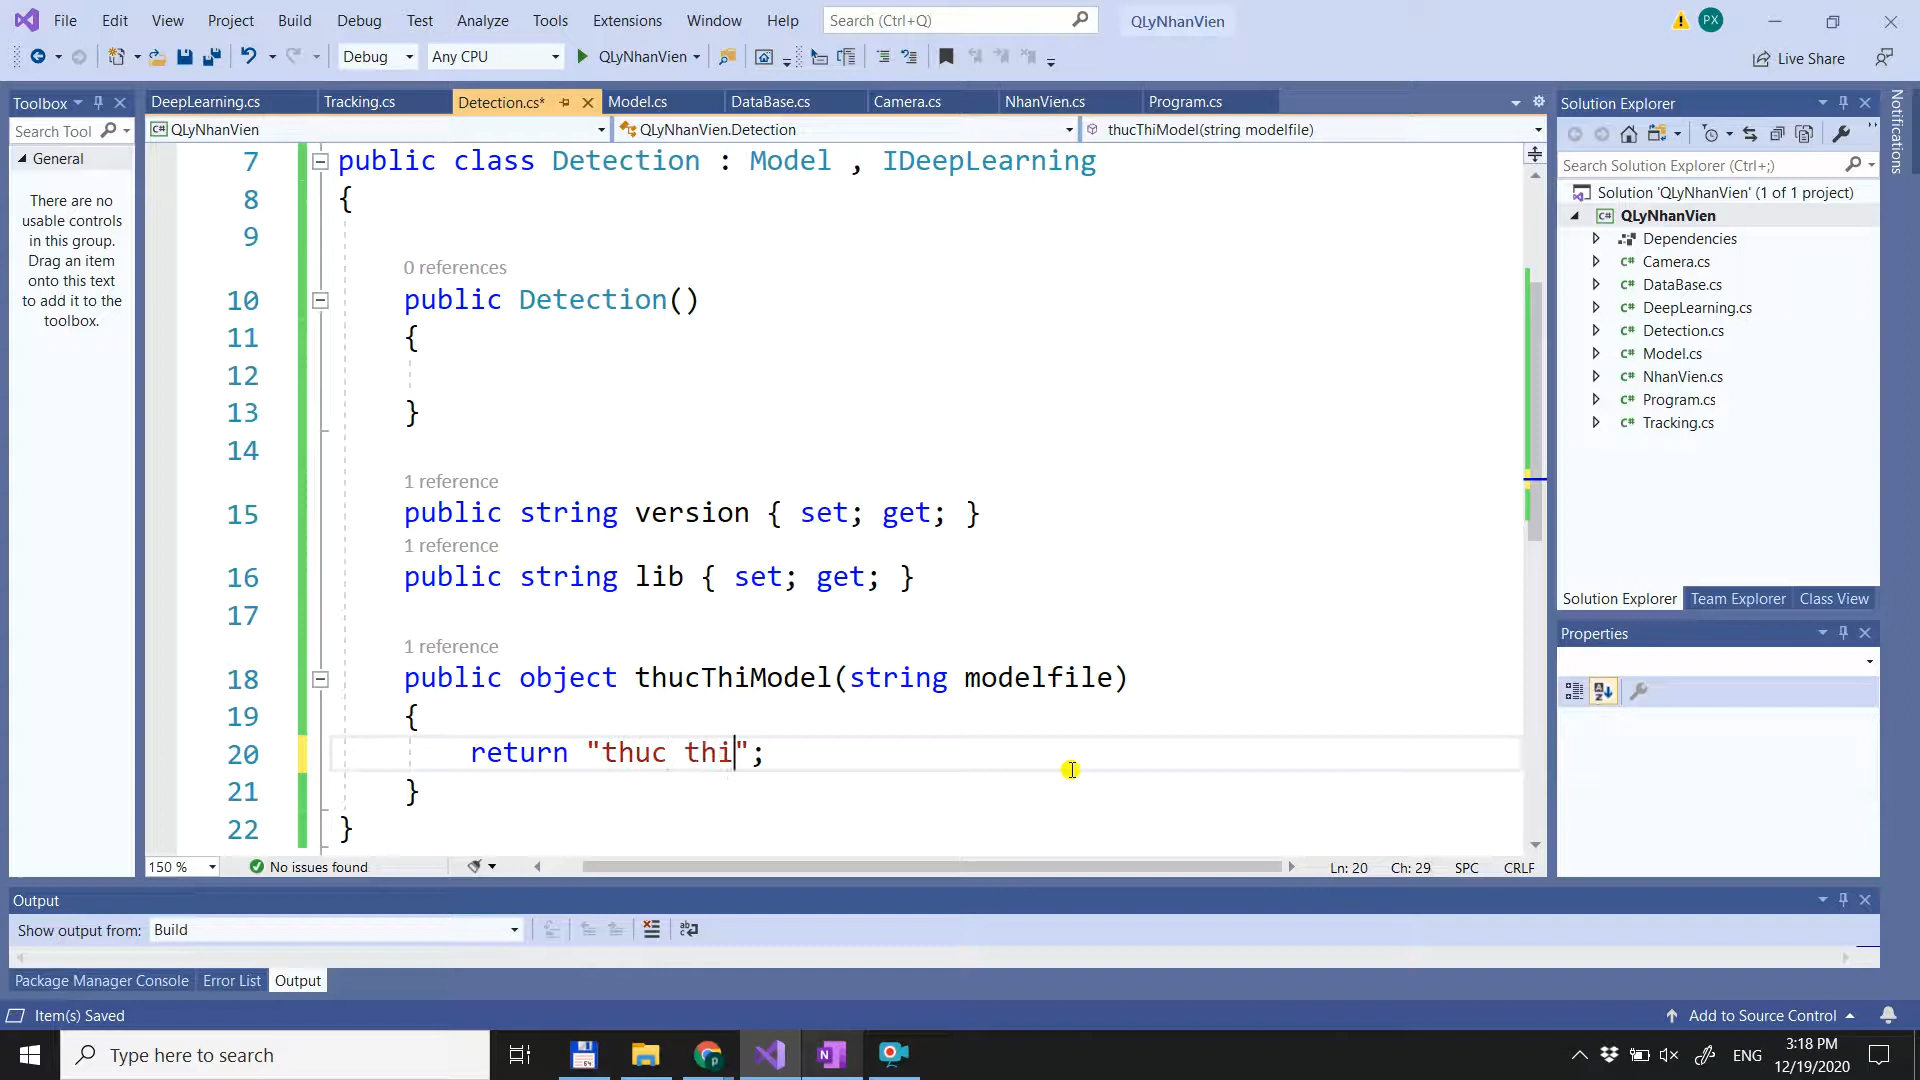 File Edit View Project Build Debug Test Analyze Tools Extensions Window Help Search (Ctrl+Q) QLyNhanVien PX
Debug Any CPU QLyNhanVien Live Share
Toolbox
Search Tool
General
There are no
usable controls
in this group.
Drag an item
onto this text
to add it to the
toolbox.
DeepLearning.cs Tracking.cs Detection.cs* Model.cs DataBase.cs Camera.cs NhanVien.cs Program.cs
C# QLyNhanVien QLyNhanVien.Detection thucThiModel(string modelfile)
7 public class Detection : Model , IDeepLearning
8 {
9
0 references
10 public Detection()
11 {
12
13 }
14
1 reference
15 public string version { set; get; }
1 reference
16 public string lib { set; get; }
17
1 reference
18 public object thucThiModel(string modelfile)
19 {
20 return "thuc thi";
21 }
22 }
150 % No issues found Ln: 20 Ch: 29 SPC CRLF
Solution Explorer
Search Solution Explorer (Ctrl+;)
Solution 'QLyNhanVien' (1 of 1 project)
C# QLyNhanVien
Dependencies
C# Camera.cs
C# DataBase.cs
C# DeepLearning.cs
C# Detection.cs
C# Model.cs
C# NhanVien.cs
C# Program.cs
C# Tracking.cs
Solution Explorer Team Explorer Class View
Properties
Notifications
Output
Show output from: Build
Package Manager Console Error List Output
Item(s) Saved Add to Source Control
Type here to search ENG 3:18 PM
12/19/2020